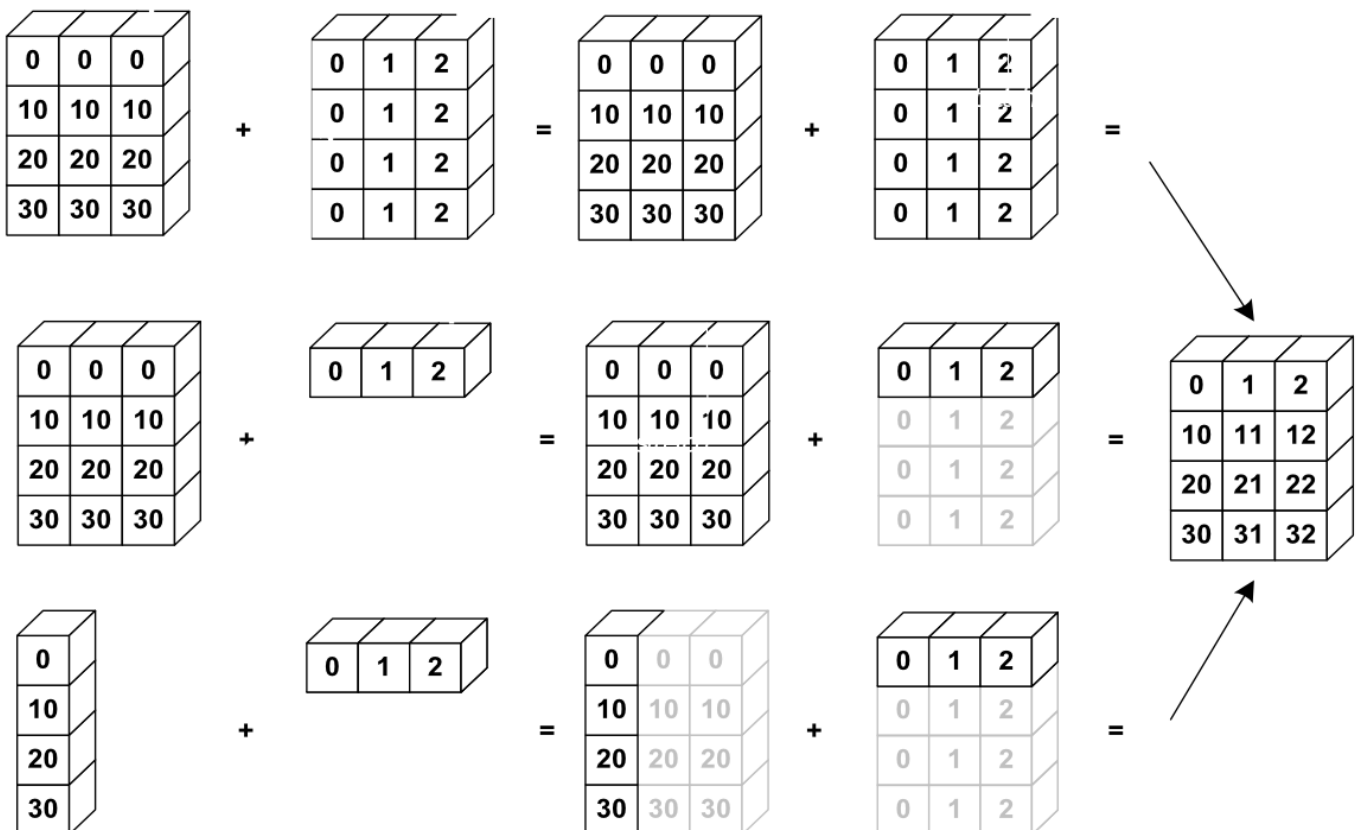 0 0 0 0 1 2 0 0 0 0 1 2
10 10 10 0 1 2 10 10 10 0 1 2
+ + = + =
20 20 20 0 1 2 20 20 20 0 1 2
30 30 30 0 1 2 30 30 30 0 1 2
0 0 0 0 1 2 0 0 0 0 1 2
0 1 2
10 10 10 10 10 10 0 1 2
10 11 12
+ = + =
20 20 20 20 20 20 0 1 2
20 21 22
30 30 30 30 30 30 0 1 2
30 31 32
0 0 1 2 0 0 0 0 1 2
10 10 10 10 0 1 2
+ = + =
20 20 20 20 0 1 2
30 30 30 30 0 1 2